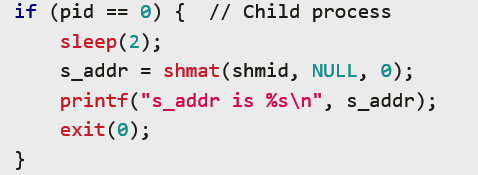 if (pid == 0) {  // Child process
    sleep(2);
    s_addr = shmat(shmid, NULL, 0);
    printf("s_addr is %s\n", s_addr);
    exit(0);
}